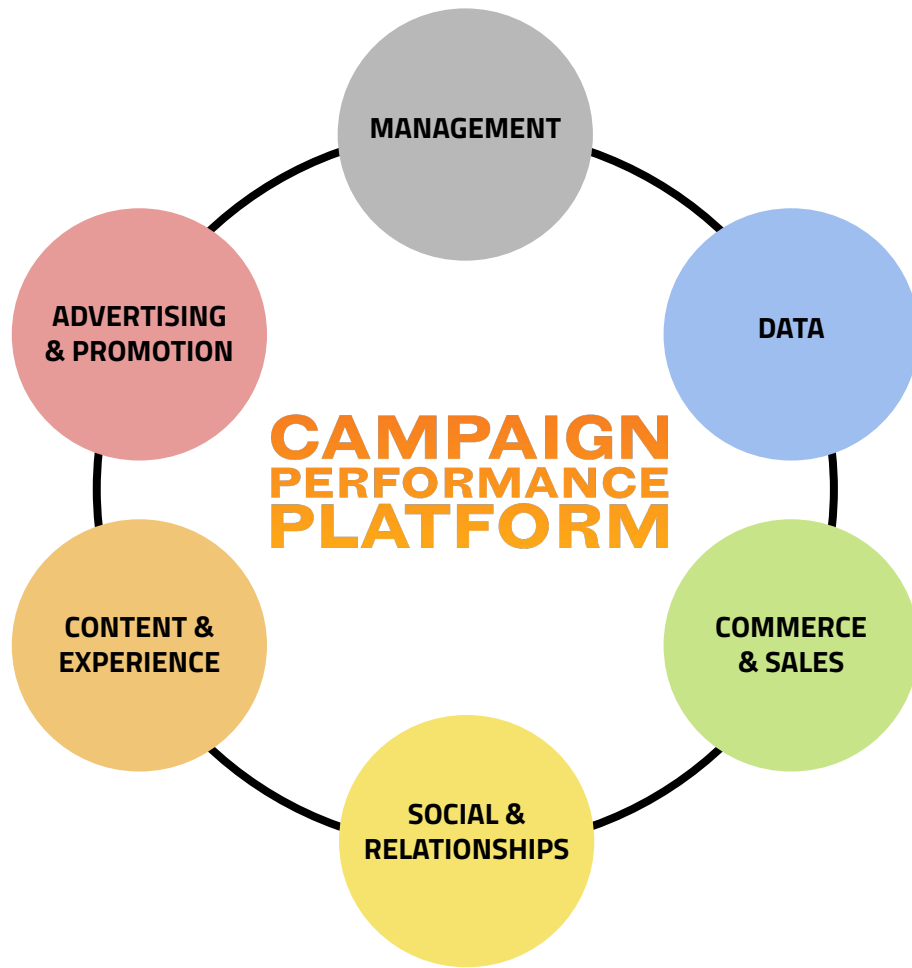 MANAGEMENT
ADVERTISING
& PROMOTION
DATA
CAMPAIGN
PERFORMANCE
PLATFORM
CONTENT &
EXPERIENCE
COMMERCE
& SALES
SOCIAL &
RELATIONSHIPS